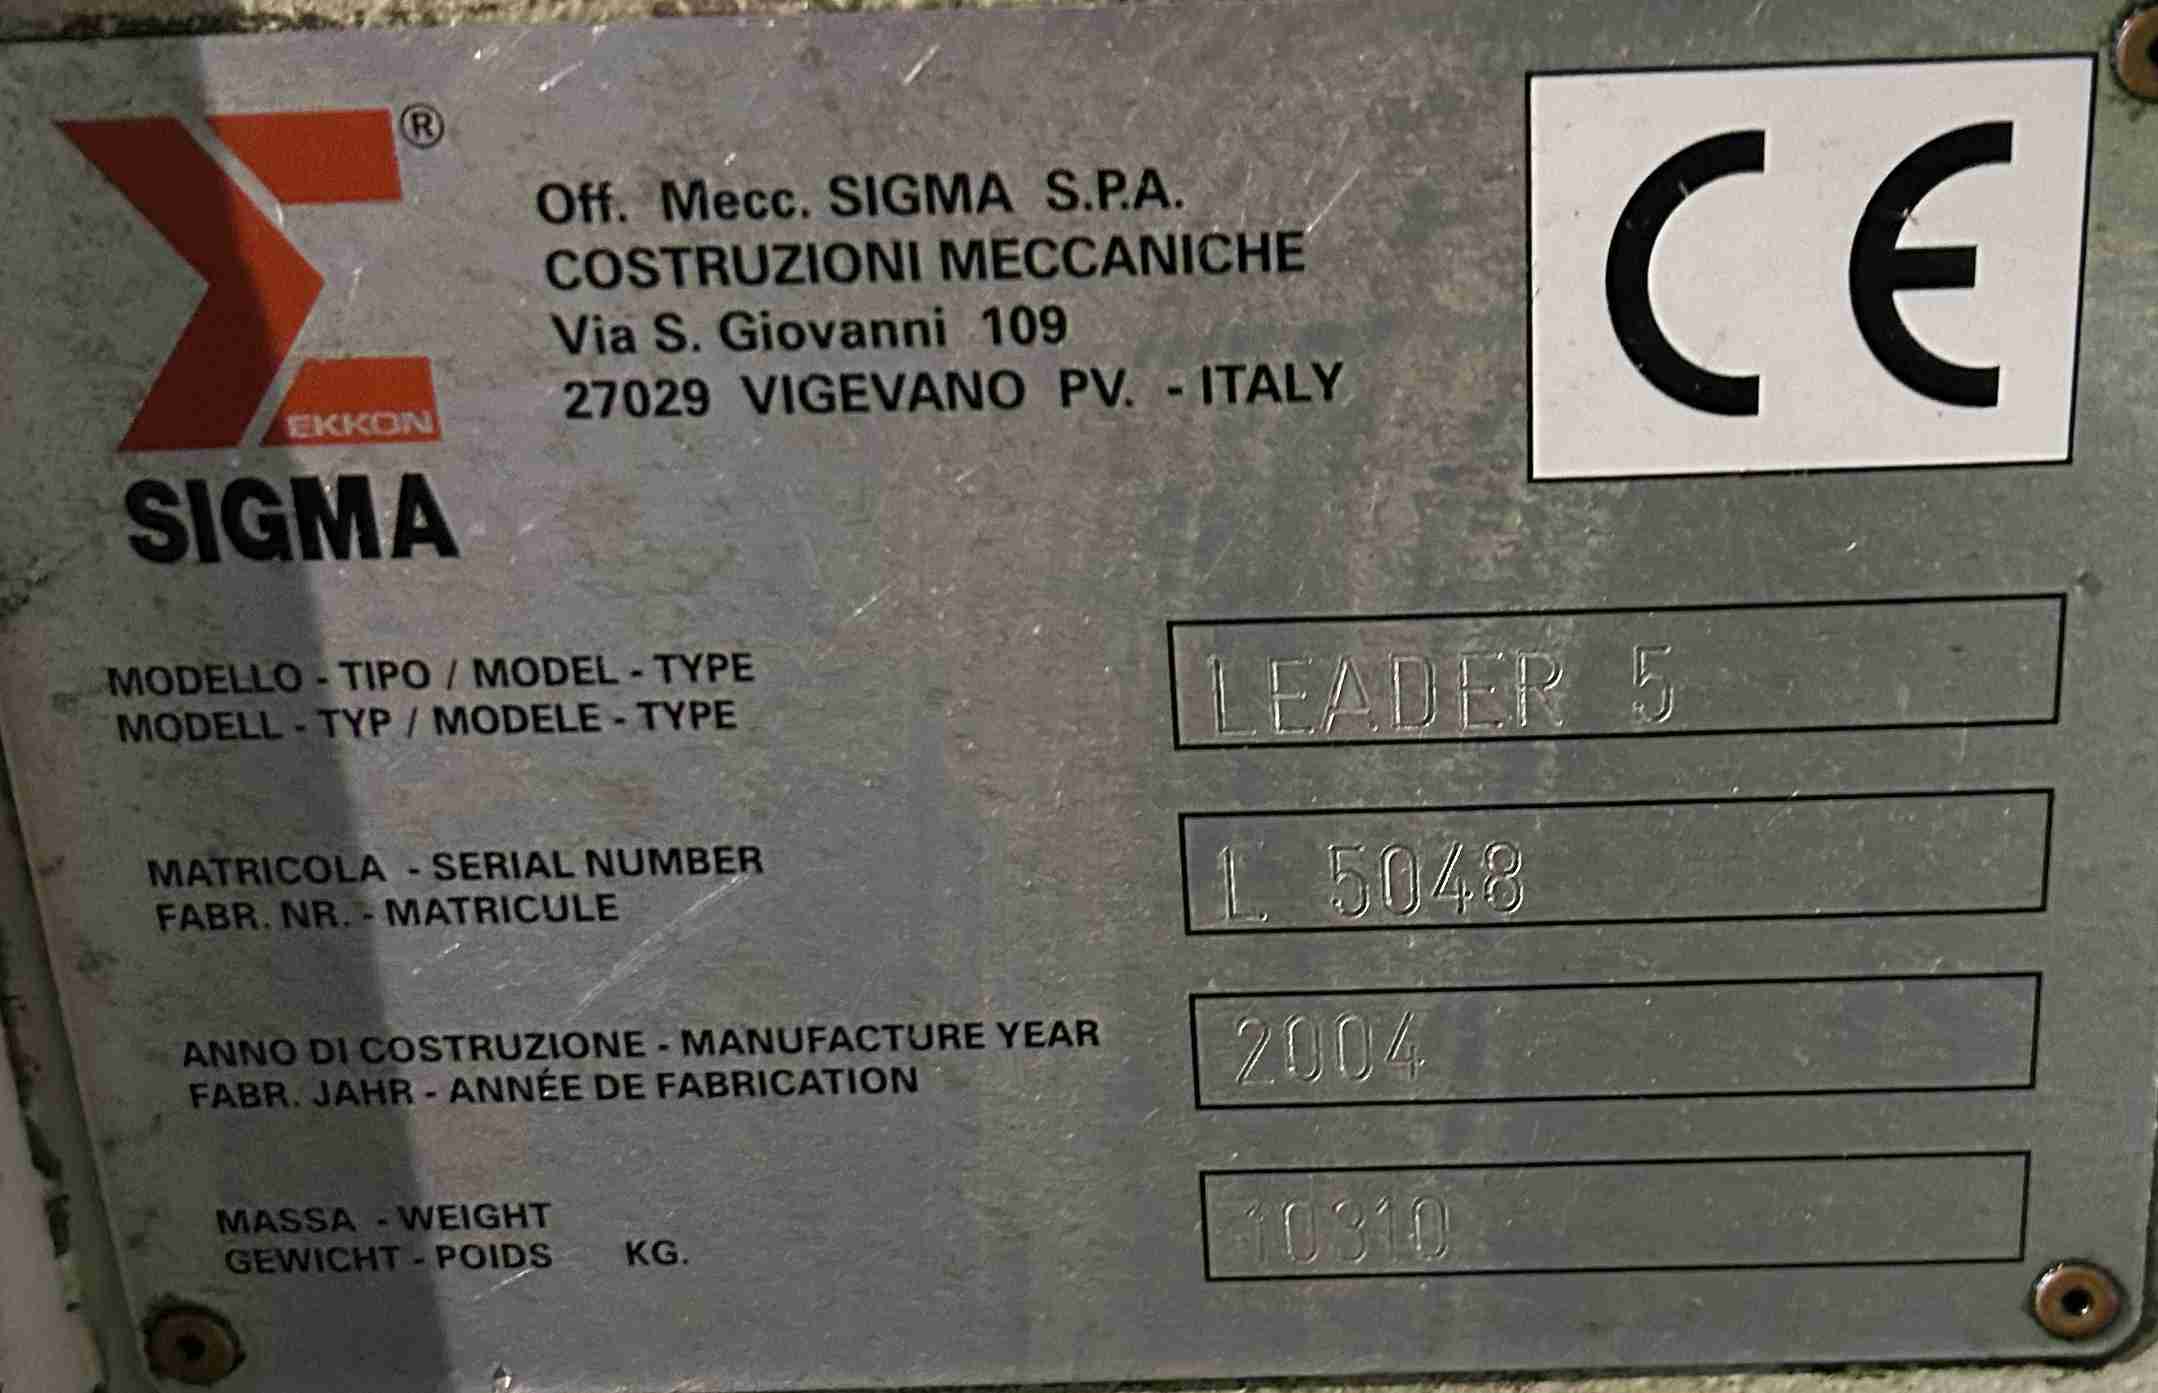 ®
Off. Mecc. SIGMA S.P.A.
COSTRUZIONI MECCANICHE
Via S. Giovanni 109
27029 VIGEVANO PV. - ITALY
CE
EKKON
SIGMA
MODELLO - TIPO / MODEL - TYPE
MODELL - TYP / MODELE - TYPE
LEADER 5
MATRICOLA - SERIAL NUMBER
FABR. NR. - MATRICULE
L 5048
ANNO DI COSTRUZIONE - MANUFACTURE YEAR
FABR. JAHR - ANNÉE DE FABRICATION
2004
MASSA - WEIGHT
GEWICHT - POIDS KG.
10310